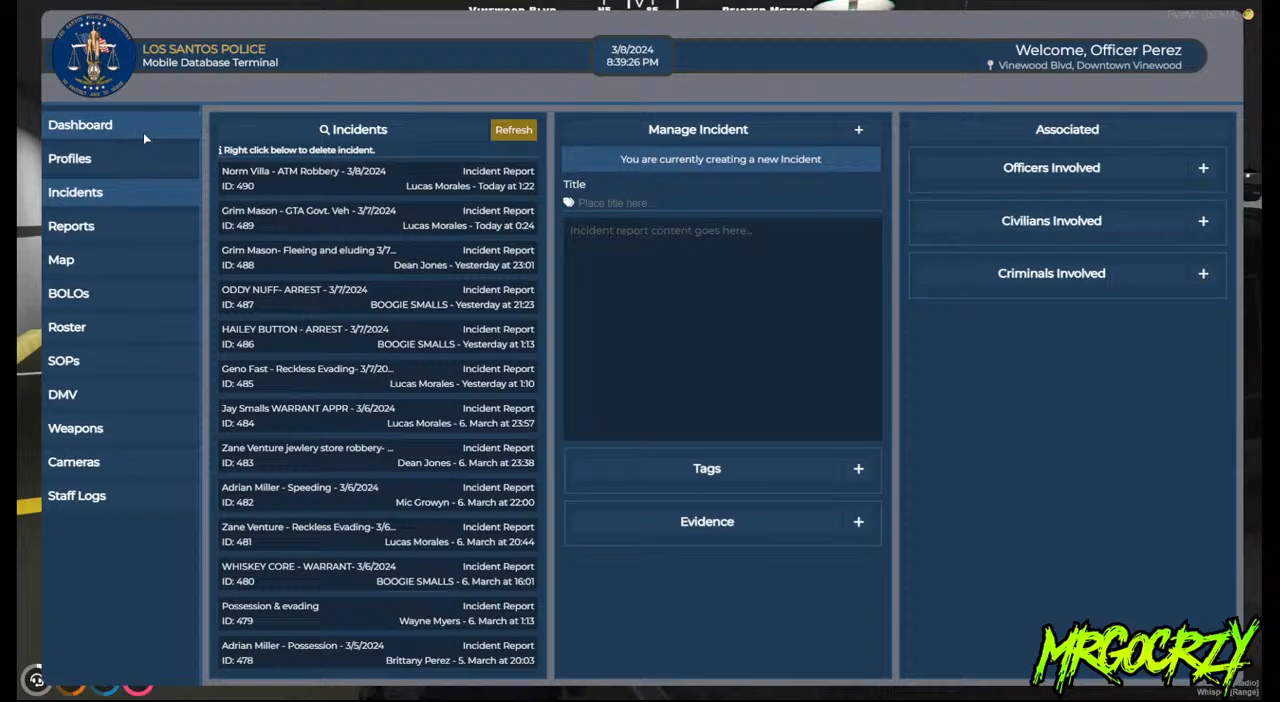 VINEWOOD BLVD
LOS SANTOS POLICE
Mobile Database Terminal
3/8/2024
8:39:26 PM
Welcome, Officer Perez
Vinewood Blvd, Downtown Vinewood
Dashboard
Profiles
Incidents
Reports
Map
BOLOs
Roster
SOPs
DMV
Weapons
Cameras
Staff Logs
Incidents
Refresh
Right click below to delete incident.
Norm Villa - ATM Robbery - 3/8/2024 Incident Report
ID: 490 Lucas Morales - Today at 1:22
Grim Mason - GTA Govt. Veh - 3/7/2024 Incident Report
ID: 489 Lucas Morales - Today at 0:24
Grim Mason- Fleeing and eluding 3/7... Incident Report
ID: 488 Dean Jones - Yesterday at 23:01
ODDY NUFF- ARREST - 3/7/2024 Incident Report
ID: 487 BOOGIE SMALLS - Yesterday at 21:23
HAILEY BUTTON - ARREST - 3/7/2024 Incident Report
ID: 486 BOOGIE SMALLS - Yesterday at 1:13
Geno Fast - Reckless Evading- 3/7/20... Incident Report
ID: 485 Lucas Morales - Yesterday at 1:10
Jay Smalls WARRANT APPR - 3/6/2024 Incident Report
ID: 484 Lucas Morales - 6. March at 23:57
Zane Venture jewlery store robbery- ... Incident Report
ID: 483 Dean Jones - 6. March at 23:38
Adrian Miller - Speeding - 3/6/2024 Incident Report
ID: 482 Mic Growyn - 6. March at 22:00
Zane Venture - Reckless Evading- 3/6... Incident Report
ID: 481 Lucas Morales - 6. March at 20:44
WHISKEY CORE - WARRANT- 3/6/2024 Incident Report
ID: 480 BOOGIE SMALLS - 6. March at 16:01
Possession & evading Incident Report
ID: 479 Wayne Myers - 6. March at 1:13
Adrian Miller - Possession - 3/5/2024 Incident Report
ID: 478 Brittany Perez - 5. March at 20:03
Manage Incident +
You are currently creating a new Incident
Title
Place title here...
Incident report content goes here...
Tags +
Evidence +
Associated
Officers Involved +
Civilians Involved +
Criminals Involved +
MRGOCRZY
[Range]